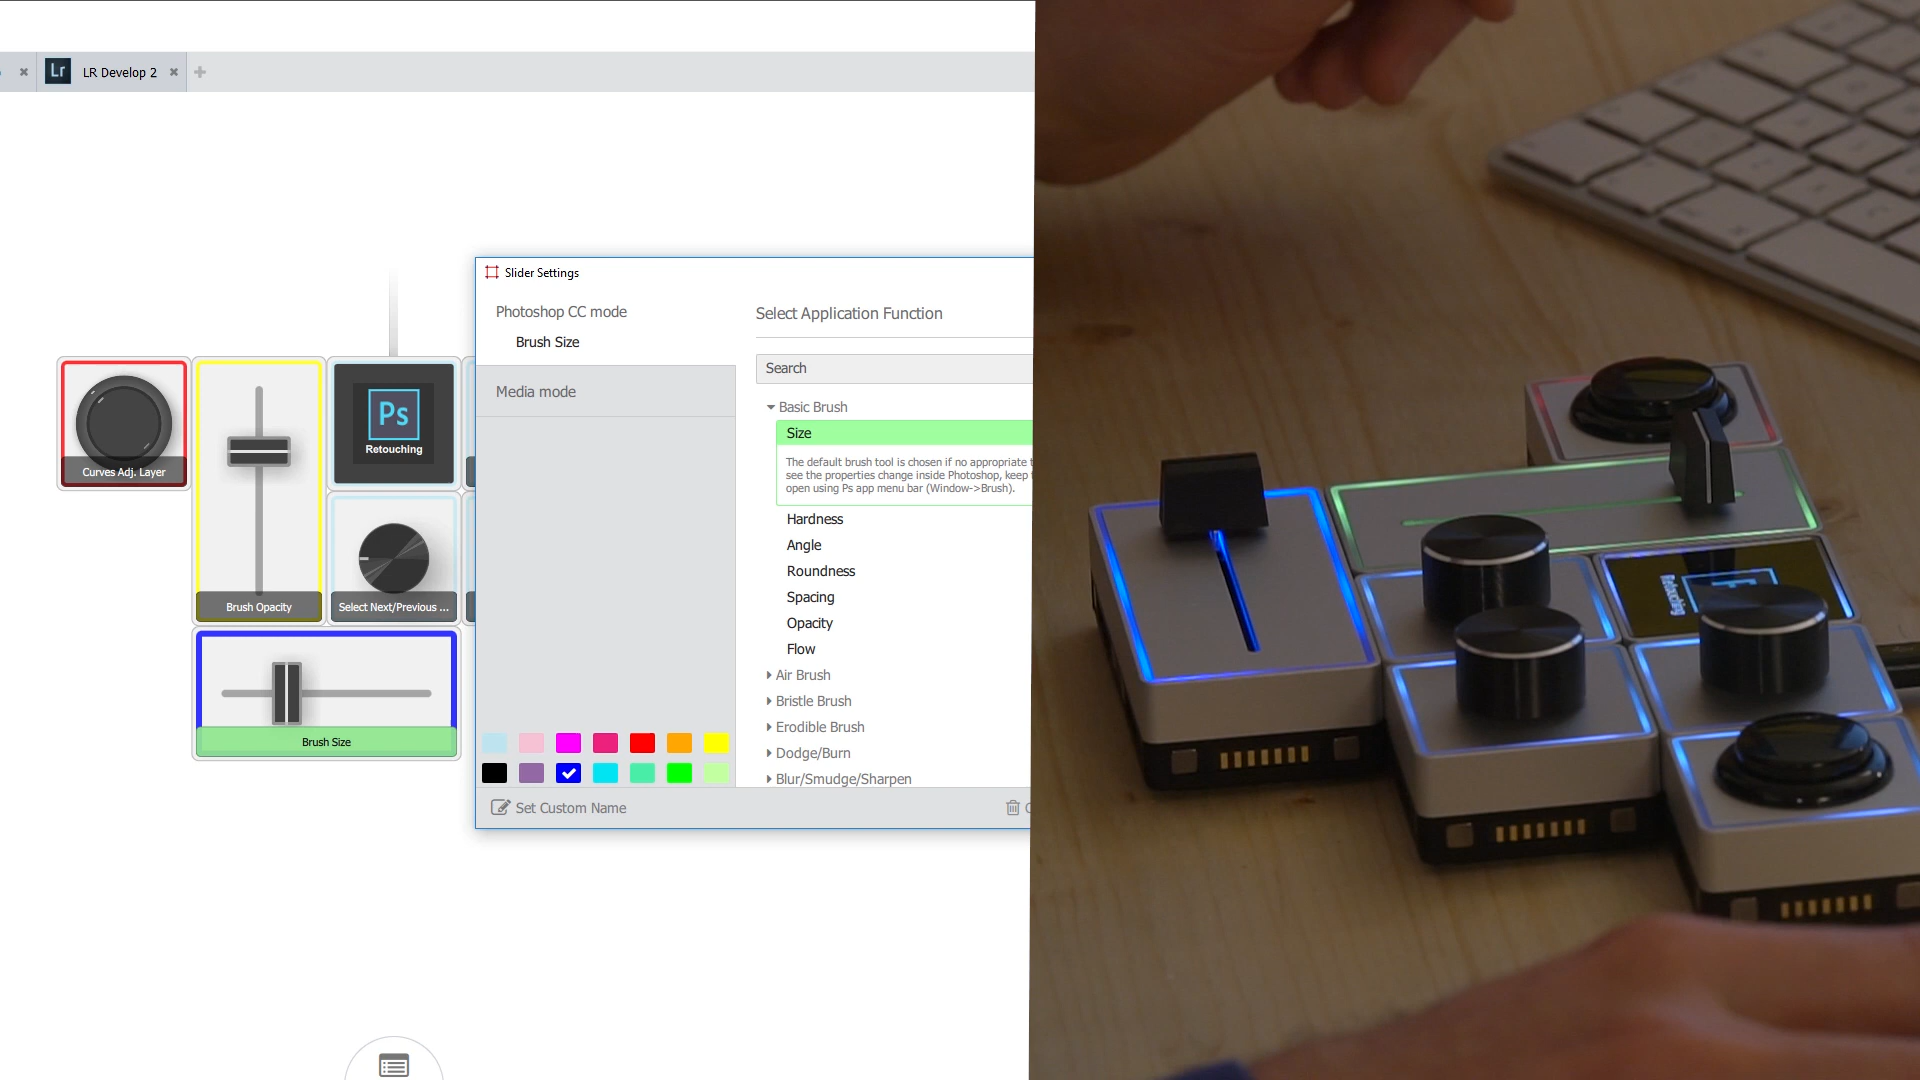 Lr LR Develop 2
Slider Settings
Photoshop CC mode
Brush Size
Media mode
Select Application Function
Search
Basic Brush
Size
The default brush tool is chosen if no appropriate
see the properties change inside Photoshop, keep
open using Ps app menu bar (Window->Brush).
Hardness
Angle
Roundness
Spacing
Opacity
Flow
Air Brush
Bristle Brush
Erodible Brush
Dodge/Burn
Blur/Smudge/Sharpen
Set Custom Name
Curves Adj. Layer
Ps
Retouching
Brush Opacity
Select Next/Previous ...
Brush Size
Retouching